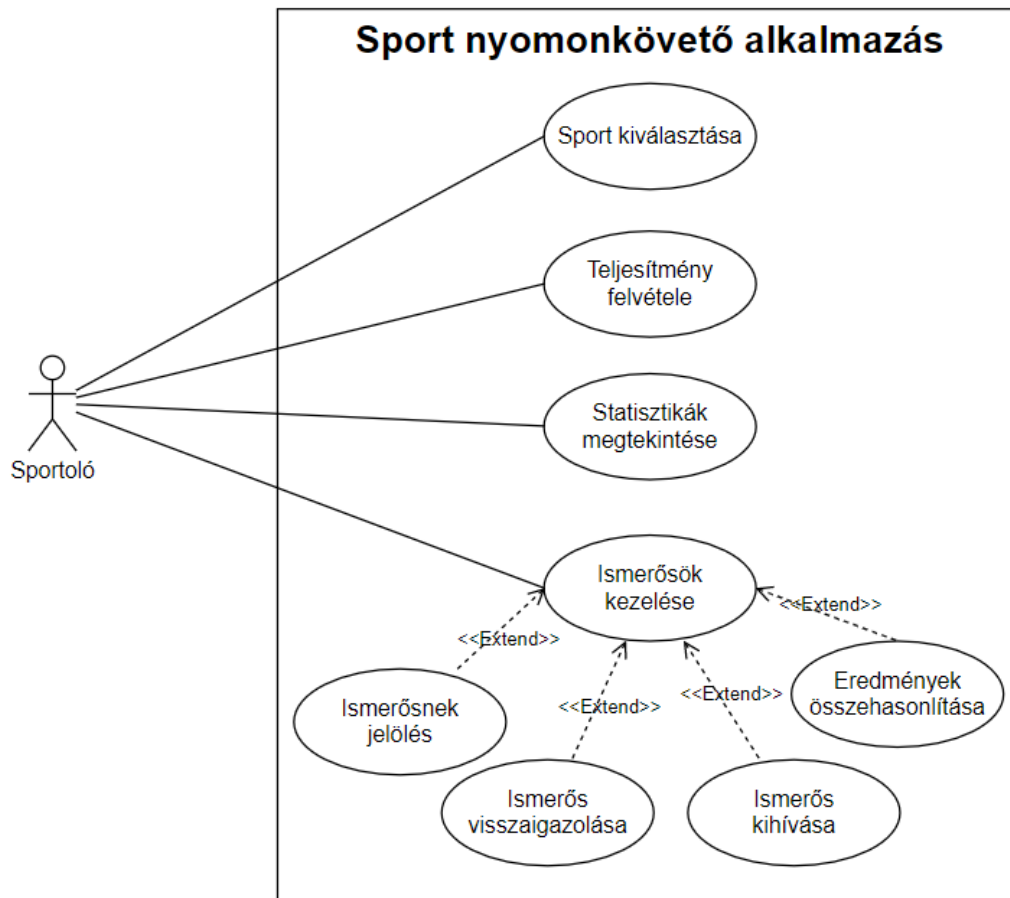 Sport nyomonkövető alkalmazás
Sport kiválasztása
Teljesítmény
felvétele
Statisztikák
megtekintése
Sportoló
Ismerősök
kezelése
<<Extend>>
<<Extend>>
<<Extend>>
<<Extend>>
Ismerősnek
jelölés
Eredmények
összehasonlítása
Ismerős
visszaigazolása
Ismerős
kihívása